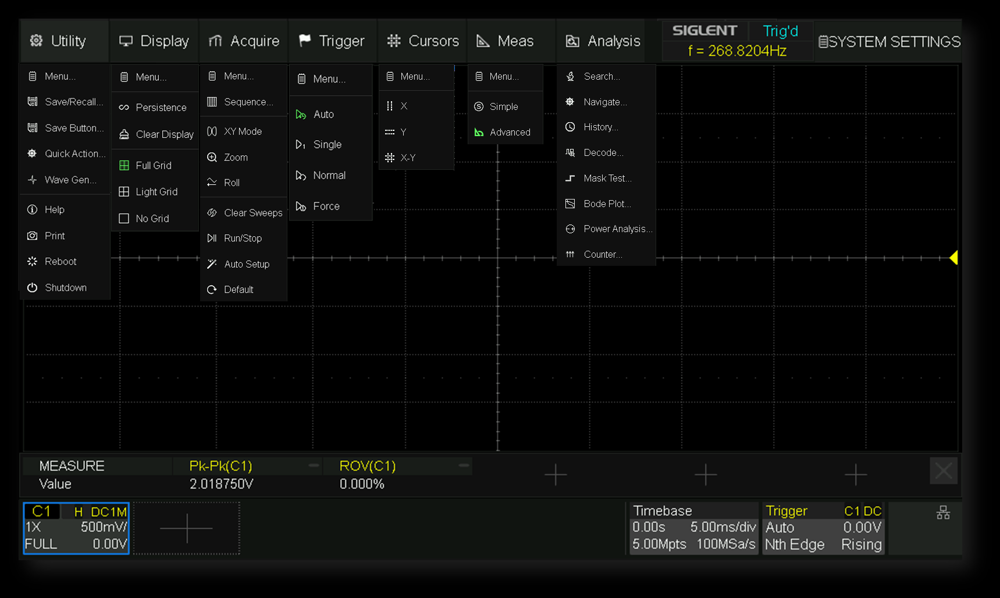 Utility
Display
Acquire
Trigger
Cursors
Meas
Analysis
SIGLENT
Trig'd
f = 268.8204Hz
SYSTEM SETTINGS
Menu...
Save/Recall...
Save Button...
Quick Action...
Wave Gen...
Help
Print
Reboot
Shutdown
Menu...
Persistence
Clear Display
Full Grid
Light Grid
No Grid
Menu...
Sequence...
XY Mode
Zoom
Roll
Clear Sweeps
Run/Stop
Auto Setup
Default
Menu...
Auto
Single
Normal
Force
Menu...
X
Y
X-Y
Menu...
Simple
Advanced
Search...
Navigate...
History...
Decode...
Mask Test...
Bode Plot...
Power Analysis...
Counter...
MEASURE Pk-Pk(C1) ROV(C1)
Value 2.018750V 0.000%
C1 H DC1M
1X 500mV/
FULL 0.00V
Timebase
0.00s 5.00ms/div
5.00Mpts 100MSa/s
Trigger C1 DC
Auto 0.00V
Nth Edge Rising